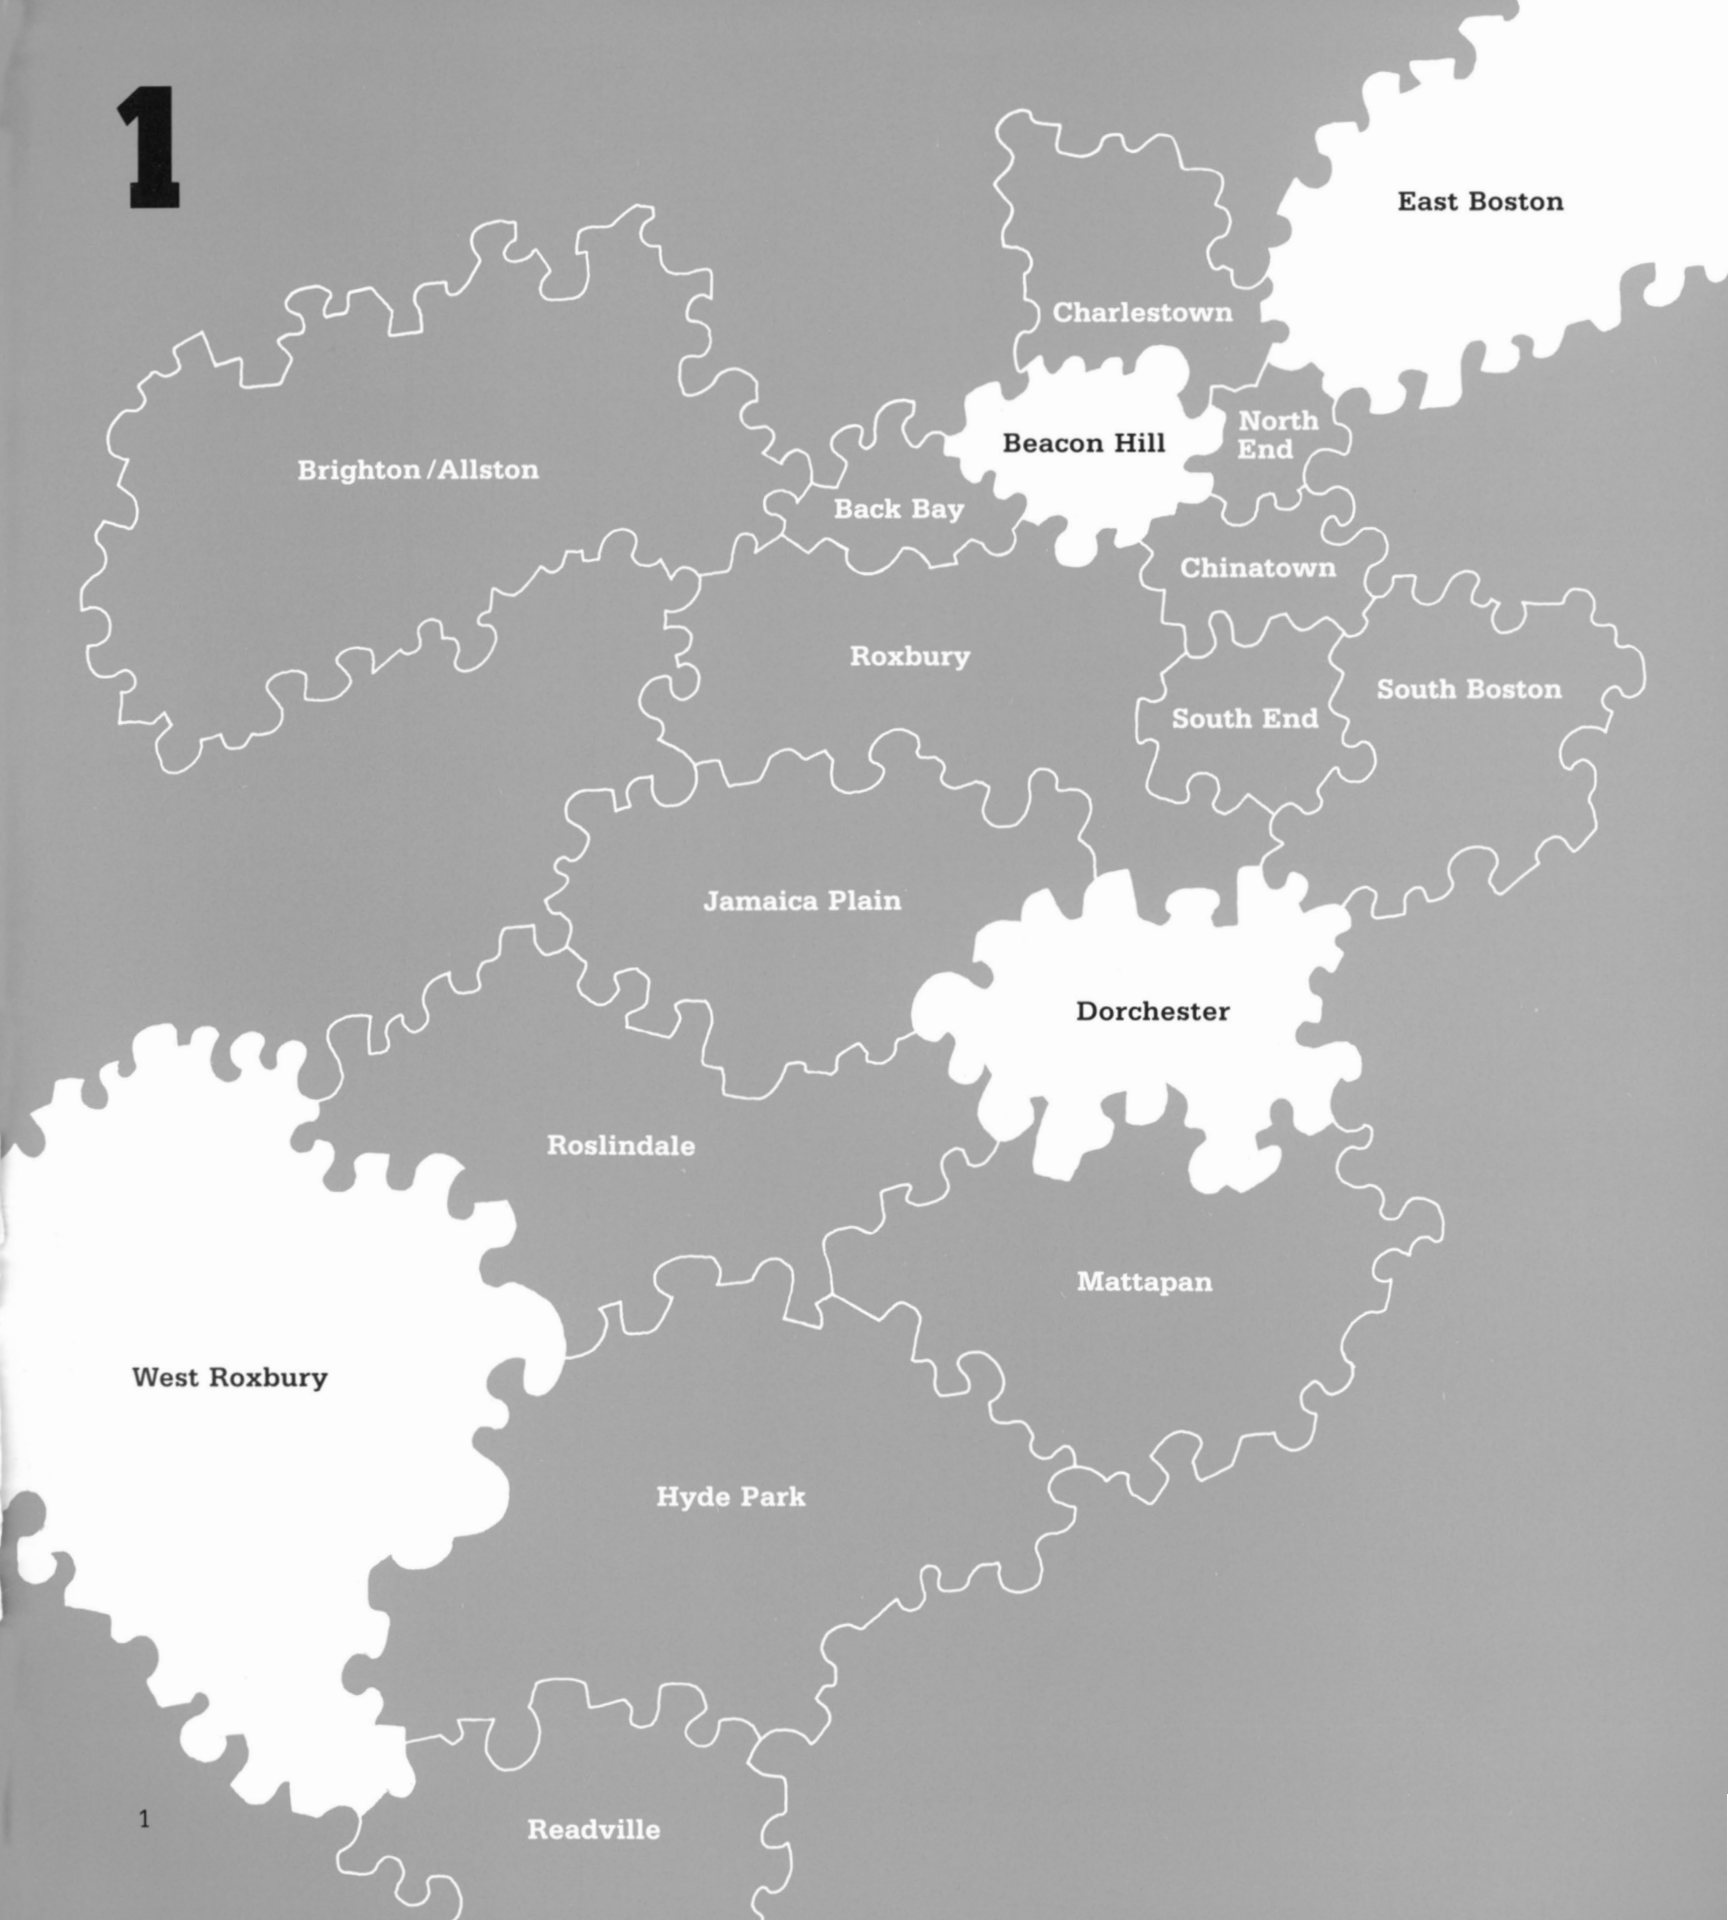 1
East Boston
Charlestown
North
End
Beacon Hill
Brighton/Allston
Back Bay
Chinatown
Roxbury
South Boston
South End
Jamaica Plain
Dorchester
Roslindale
Mattapan
West Roxbury
Hyde Park
1
Readville